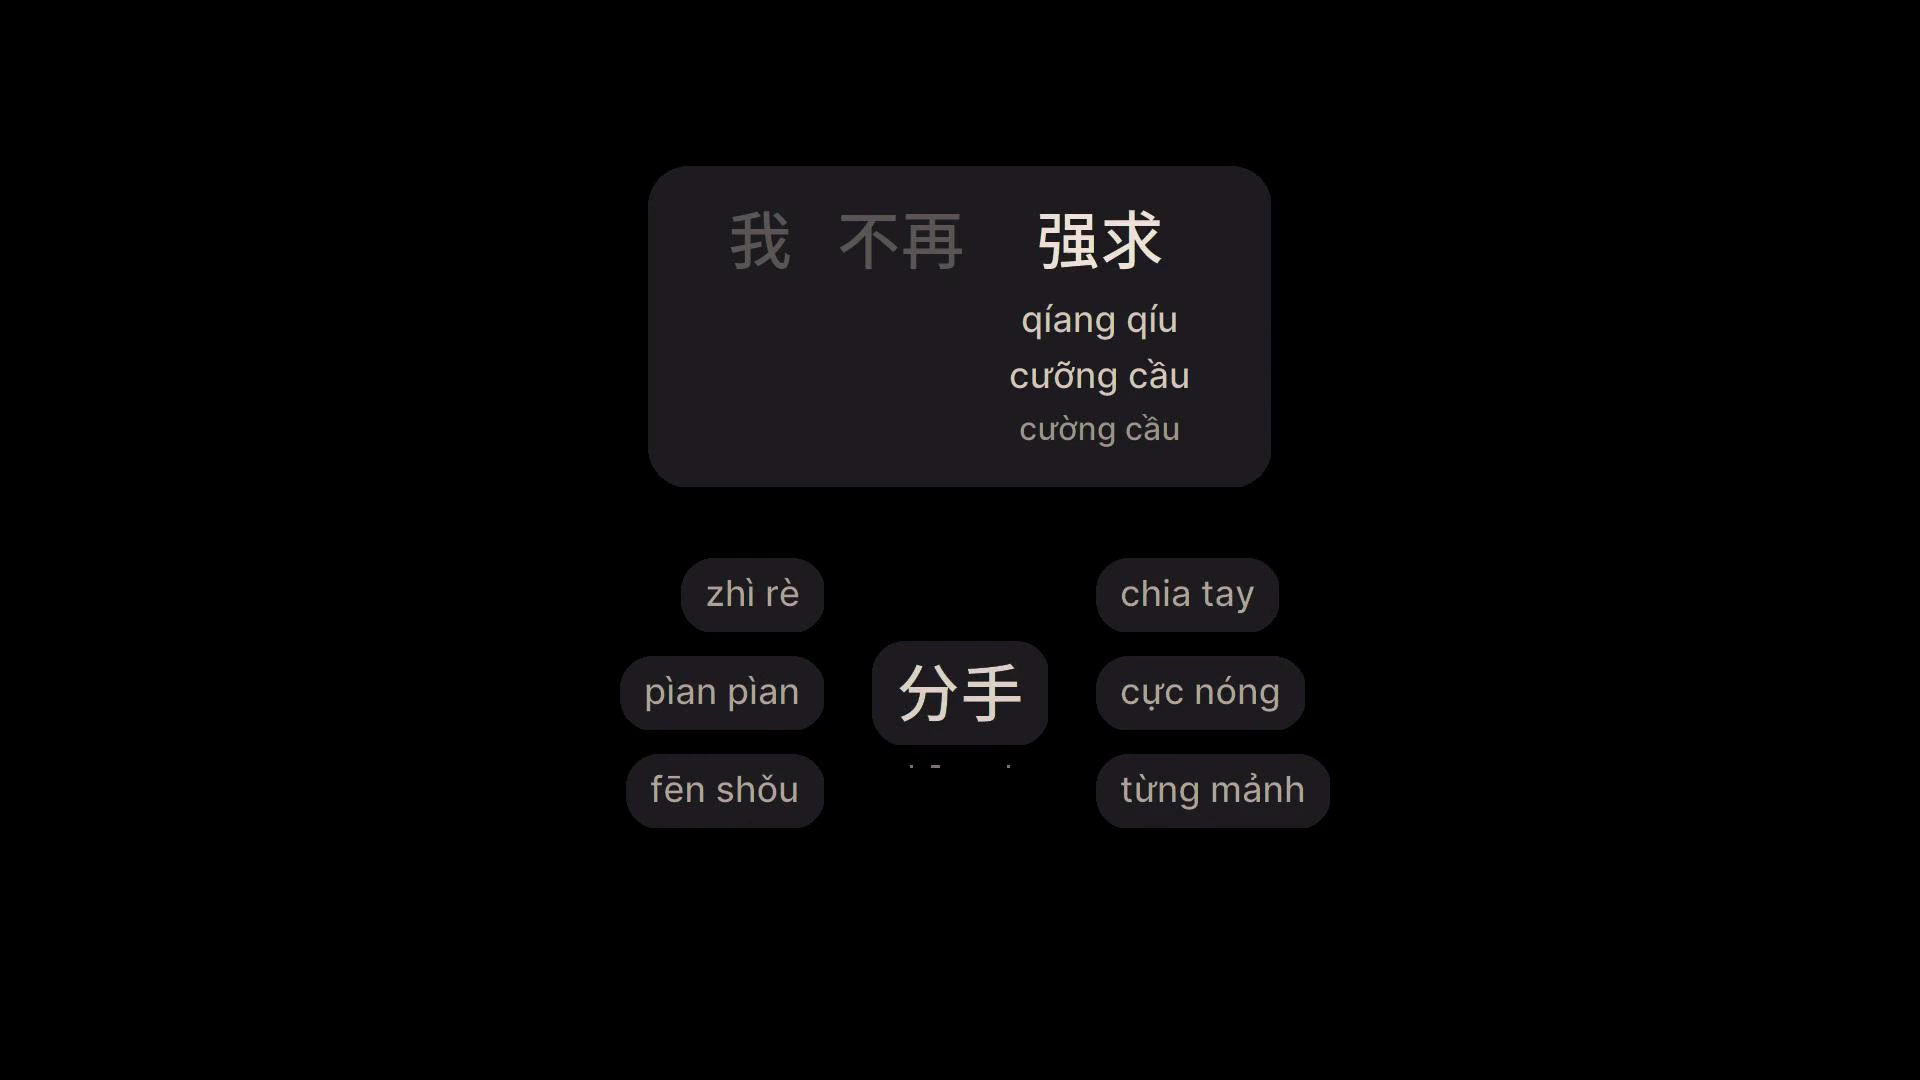 我 不再 强求
qíang qíu
cưỡng cầu
cường cầu
zhì rè
chia tay
pìan pìan
分手
cực nóng
fēn shǒu
từng mảnh